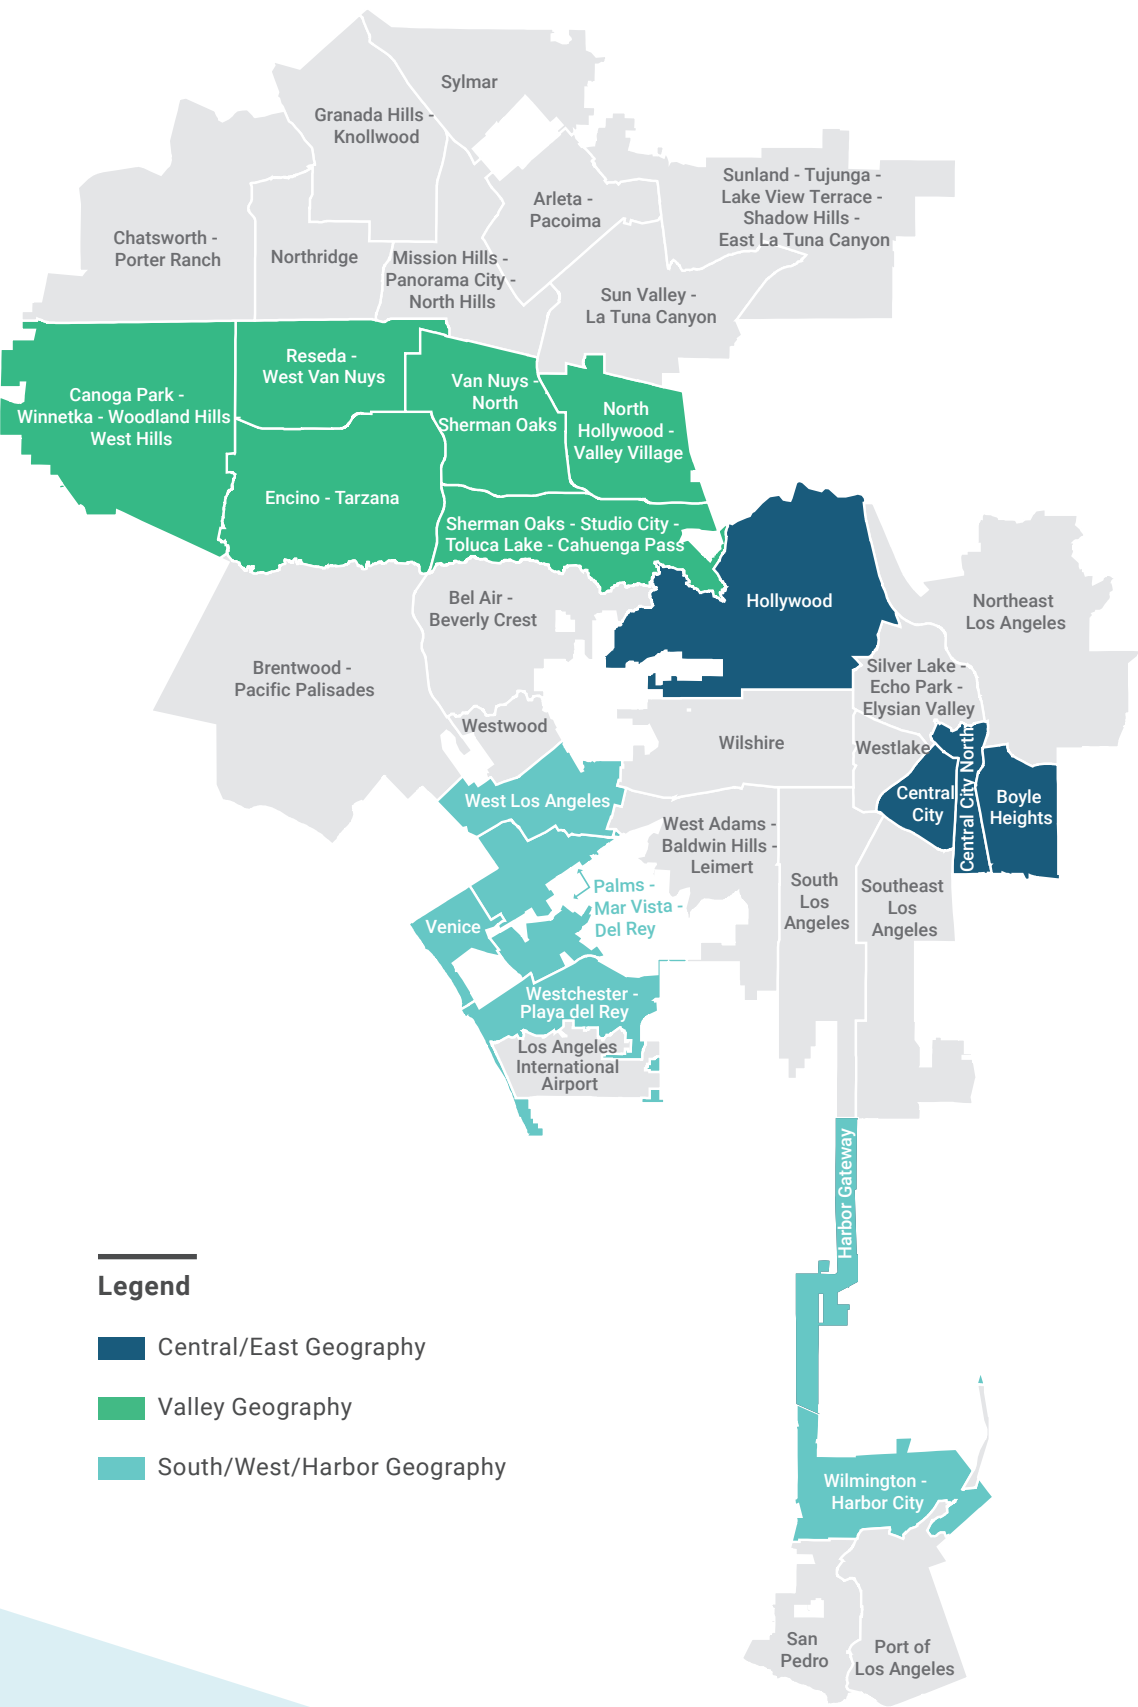 Sylmar
Granada Hills -
Knollwood
Sunland - Tujunga -
Lake View Terrace -
Shadow Hills -
East La Tuna Canyon
Arleta -
Pacoima
Chatsworth -
Porter Ranch
Northridge
Mission Hills -
Panorama City -
North Hills
Sun Valley -
La Tuna Canyon
Reseda -
West Van Nuys
Canoga Park -
Winnetka - Woodland Hills
West Hills
Van Nuys -
North
Sherman Oaks
North
Hollywood -
Valley Village
Encino - Tarzana
Sherman Oaks - Studio City -
Toluca Lake - Cahuenga Pass
Bel Air -
Beverly Crest
Hollywood
Northeast
Los Angeles
Brentwood -
Pacific Palisades
Silver Lake -
Echo Park -
Elysian Valley
Westwood
Wilshire
Westlake
Central City North
West Los Angeles
Central
City
Boyle
Heights
West Adams -
Baldwin Hills -
Leimert
South
Los
Angeles
Southeast
Los
Angeles
Palms -
Mar Vista -
Del Rey
Venice
Westchester -
Playa del Rey
Los Angeles
International
Airport
Harbor Gateway
Legend
Central/East Geography
Valley Geography
South/West/Harbor Geography
Wilmington -
Harbor City
San
Pedro
Port of
Los Angeles